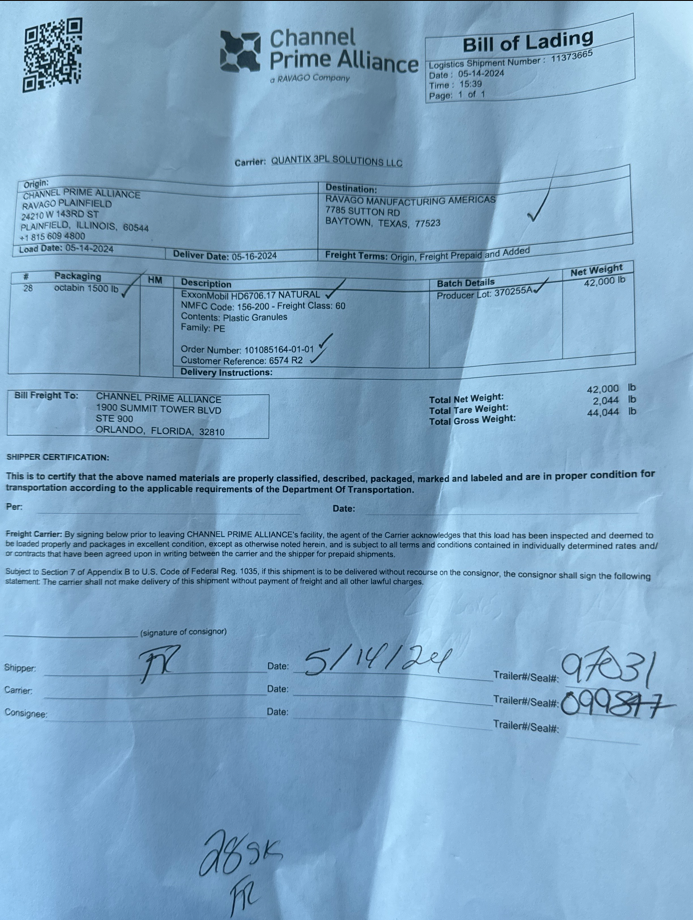 Channel
Prime Alliance
a RAVAGO Company
Bill of Lading
Logistics Shipment Number : 11373665
Date : 05-14-2024
Time : 15:39
Page: 1 of 1
Carrier: QUANTIX 3PL SOLUTIONS LLC
Origin:
CHANNEL PRIME ALLIANCE
RAVAGO PLAINFIELD
24210 W 143RD ST
PLAINFIELD, ILLINOIS, 60544
+1 815 609 4800
Load Date: 05-14-2024
Deliver Date: 05-16-2024
Destination:
RAVAGO MANUFACTURING AMERICAS
7785 SUTTON RD
BAYTOWN, TEXAS, 77523
Freight Terms: Origin, Freight Prepaid and Added
# Packaging HM Description Batch Details Net Weight
28 octabin 1500 lb ExxonMobil HD6706.17 NATURAL Producer Lot: 370255A 42,000 lb
NMFC Code: 156-200 - Freight Class: 60
Contents: Plastic Granules
Family: PE
Order Number: 101085164-01-01
Customer Reference: 6574 R2
Delivery Instructions:
Bill Freight To: CHANNEL PRIME ALLIANCE
1900 SUMMIT TOWER BLVD
STE 900
ORLANDO, FLORIDA, 32810
Total Net Weight: 42,000 lb
Total Tare Weight: 2,044 lb
Total Gross Weight: 44,044 lb
SHIPPER CERTIFICATION:
This is to certify that the above named materials are properly classified, described, packaged, marked and labeled and are in proper condition for
transportation according to the applicable requirements of the Department Of Transportation.
Per: Date:
Freight Carrier: By signing below prior to leaving CHANNEL PRIME ALLIANCE's facility, the agent of the Carrier acknowledges that this load has been inspected and deemed to
be loaded properly and packages in excellent condition, except as otherwise noted herein, and is subject to all terms and conditions contained in individually determined rates and/
or contracts that have been agreed upon in writing between the carrier and the shipper for prepaid shipments.
Subject to Section 7 of Appendix B to U.S. Code of Federal Reg. 1035, if this shipment is to be delivered without recourse on the consignor, the consignor shall sign the following
statement: The carrier shall not make delivery of this shipment without payment of freight and all other lawful charges.
(signature of consignor)
Shipper: FR Date: 5/14/24 Trailer#/Seal#: 97031
Carrier: Date: Trailer#/Seal#: 099847
Consignee: Date: Trailer#/Seal#:
28 SK
FR